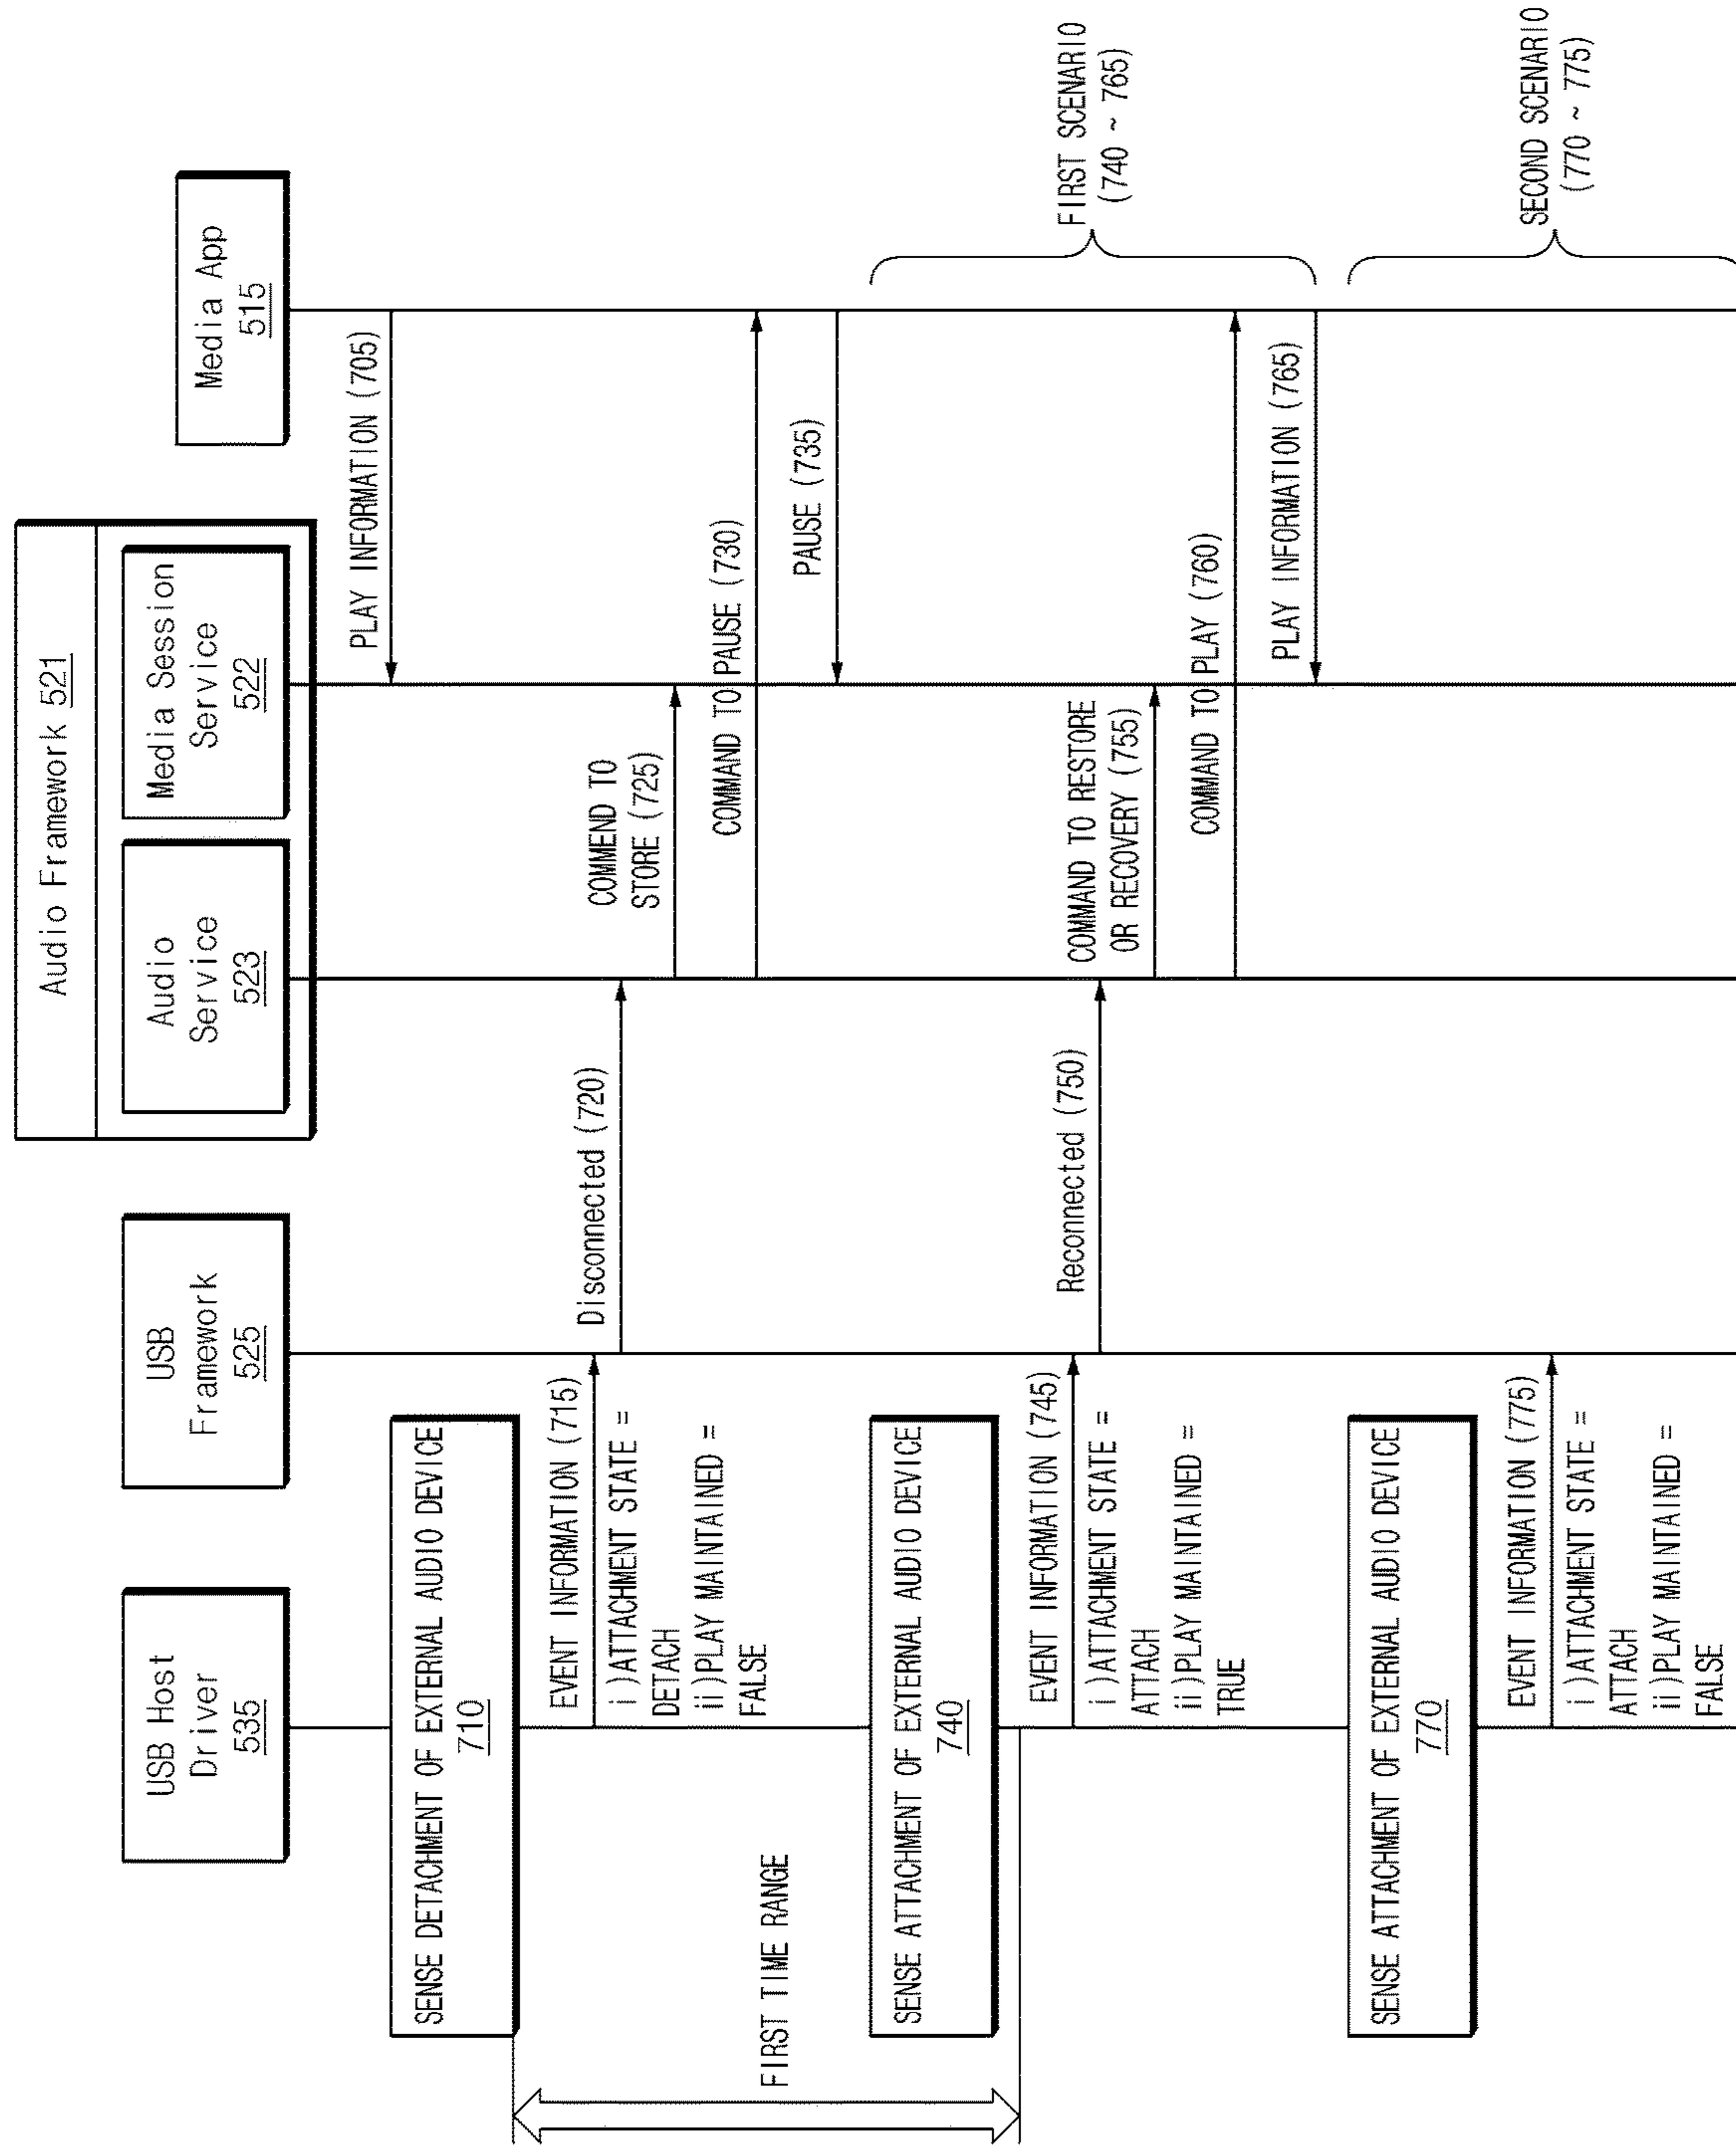 Audio Framework 521
USB Host
Driver
535
USB
Framework
525
Audio
Service
523
Media Session
Service
522
Media App
515
PLAY INFORMATION (705)
SENSE DETACHMENT OF EXTERNAL AUDIO DEVICE
710
EVENT INFORMATION (715)
i)ATTACHMENT STATE =
DETACH
ii)PLAY MAINTAINED =
FALSE
Disconnected (720)
COMMEND TO
STORE (725)
COMMAND TO PAUSE (730)
PAUSE (735)
FIRST TIME RANGE
SENSE ATTACHMENT OF EXTERNAL AUDIO DEVICE
740
EVENT INFORMATION (745)
i)ATTACHMENT STATE =
ATTACH
ii)PLAY MAINTAINED =
TRUE
Reconnected (750)
COMMAND TO RESTORE
OR RECOVERY (755)
COMMAND TO PLAY (760)
PLAY INFORMATION (765)
FIRST SCENARIO
(740 ~ 765)
SENSE ATTACHMENT OF EXTERNAL AUDIO DEVICE
770
EVENT INFORMATION (775)
i)ATTACHMENT STATE =
ATTACH
ii)PLAY MAINTAINED =
FALSE
SECOND SCENARIO
(770 ~ 775)